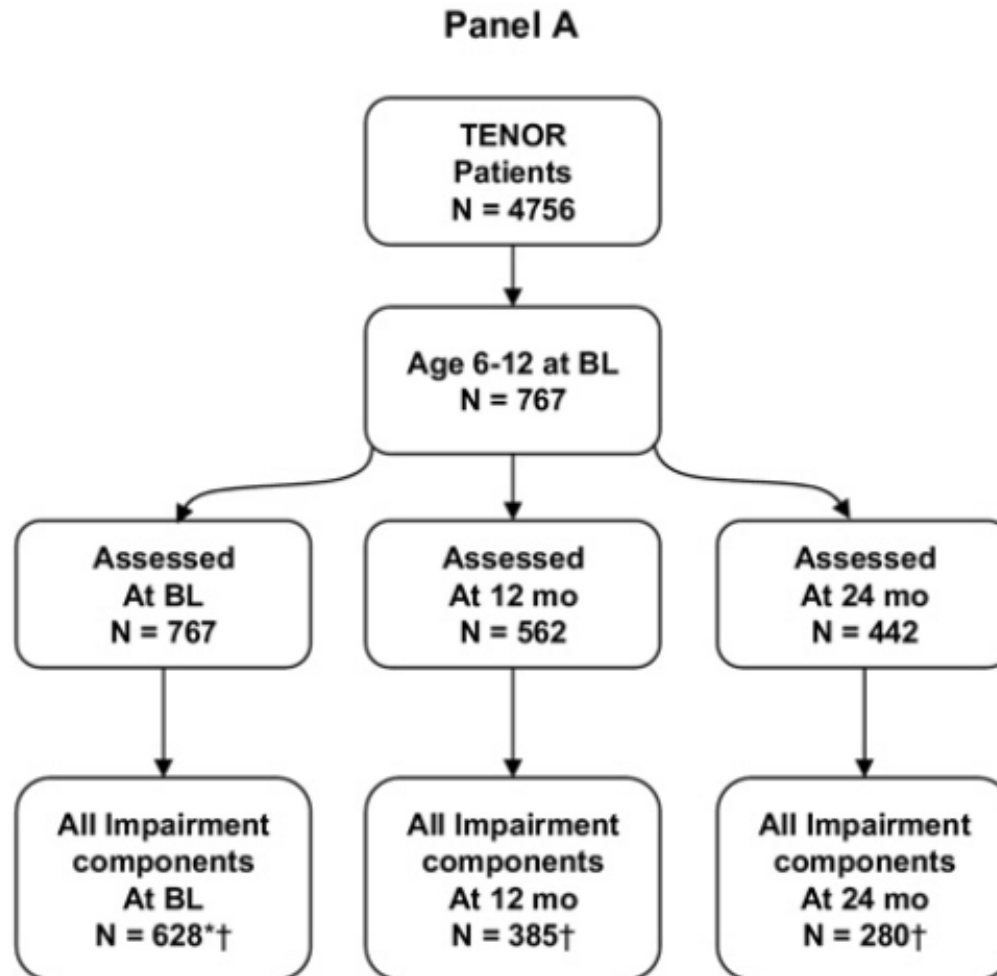 Panel A
TENOR
Patients
N = 4756
Age 6-12 at BL
N = 767
Assessed
At BL
N = 767
Assessed
At 12 mo
N = 562
Assessed
At 24 mo
N = 442
All Impairment
components
At BL
N = 628*†
All Impairment
components
At 12 mo
N = 385†
All Impairment
components
At 24 mo
N = 280†